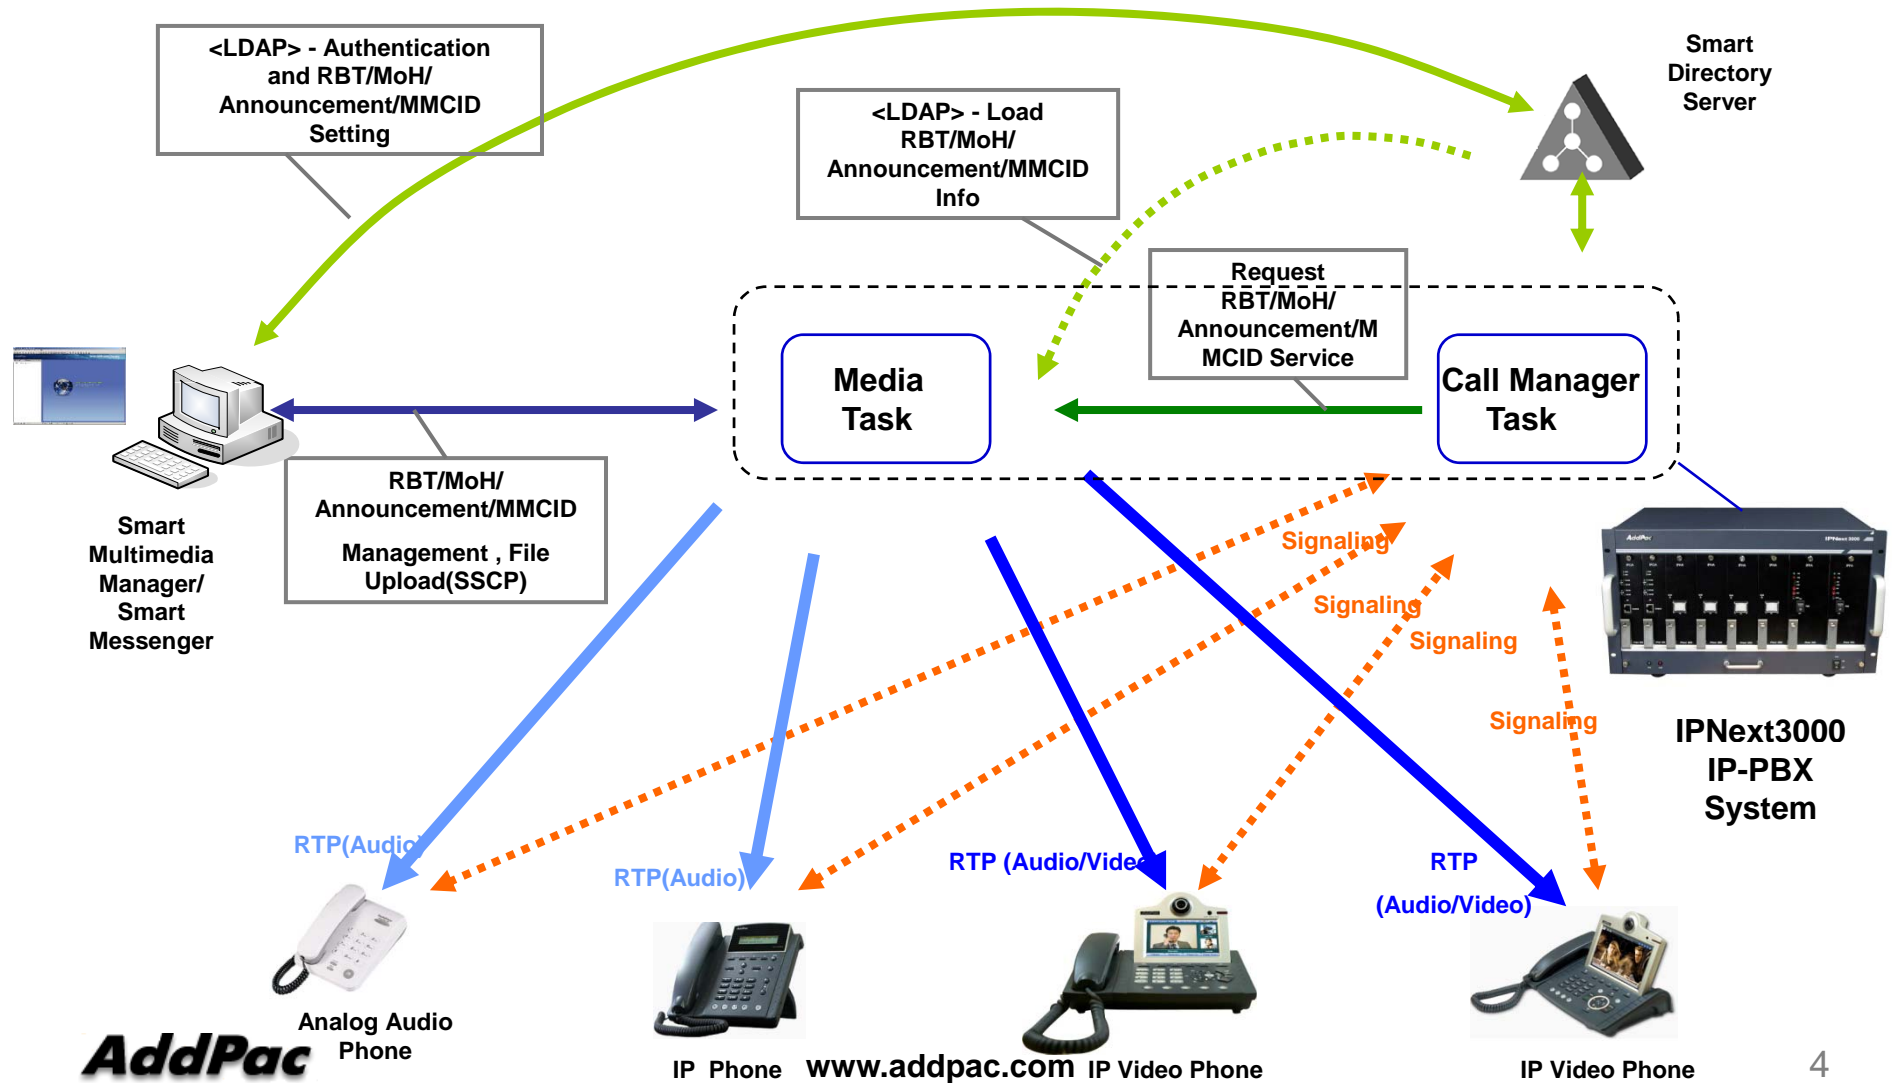 <LDAP> - Authentication
and RBT/MoH/
Announcement/MMCID
Setting
<LDAP> - Load
RBT/MoH/
Announcement/MMCID
Info
Smart
Directory
Server
Request
RBT/MoH/
Announcement/M
MCID Service
Media
Task
Call Manager
Task
RBT/MoH/
Announcement/MMCID
Management , File
Upload(SSCP)
Smart
Multimedia
Manager/
Smart
Messenger
Signaling
Signaling
Signaling
Signaling
AddPac
IPNext 3000
IPNext3000
IP-PBX
System
RTP(Audio)
RTP(Audio)
RTP (Audio/Video
RTP
(Audio/Video)
Analog Audio
Phone
IP Phone
IP Video Phone
IP Video Phone
AddPac
www.addpac.com
4